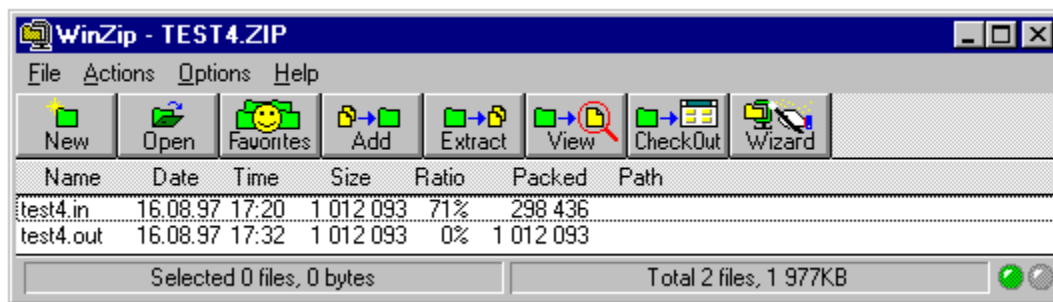 WinZip - TEST4.ZIP
File Actions Options Help
New Open Favorites Add Extract View CheckOut Wizard
Name Date Time Size Ratio Packed Path
test4.in 16.08.97 17:20 1 012 093 71% 298 436
test4.out 16.08.97 17:32 1 012 093 0% 1 012 093
Selected 0 files, 0 bytes Total 2 files, 1 977KB